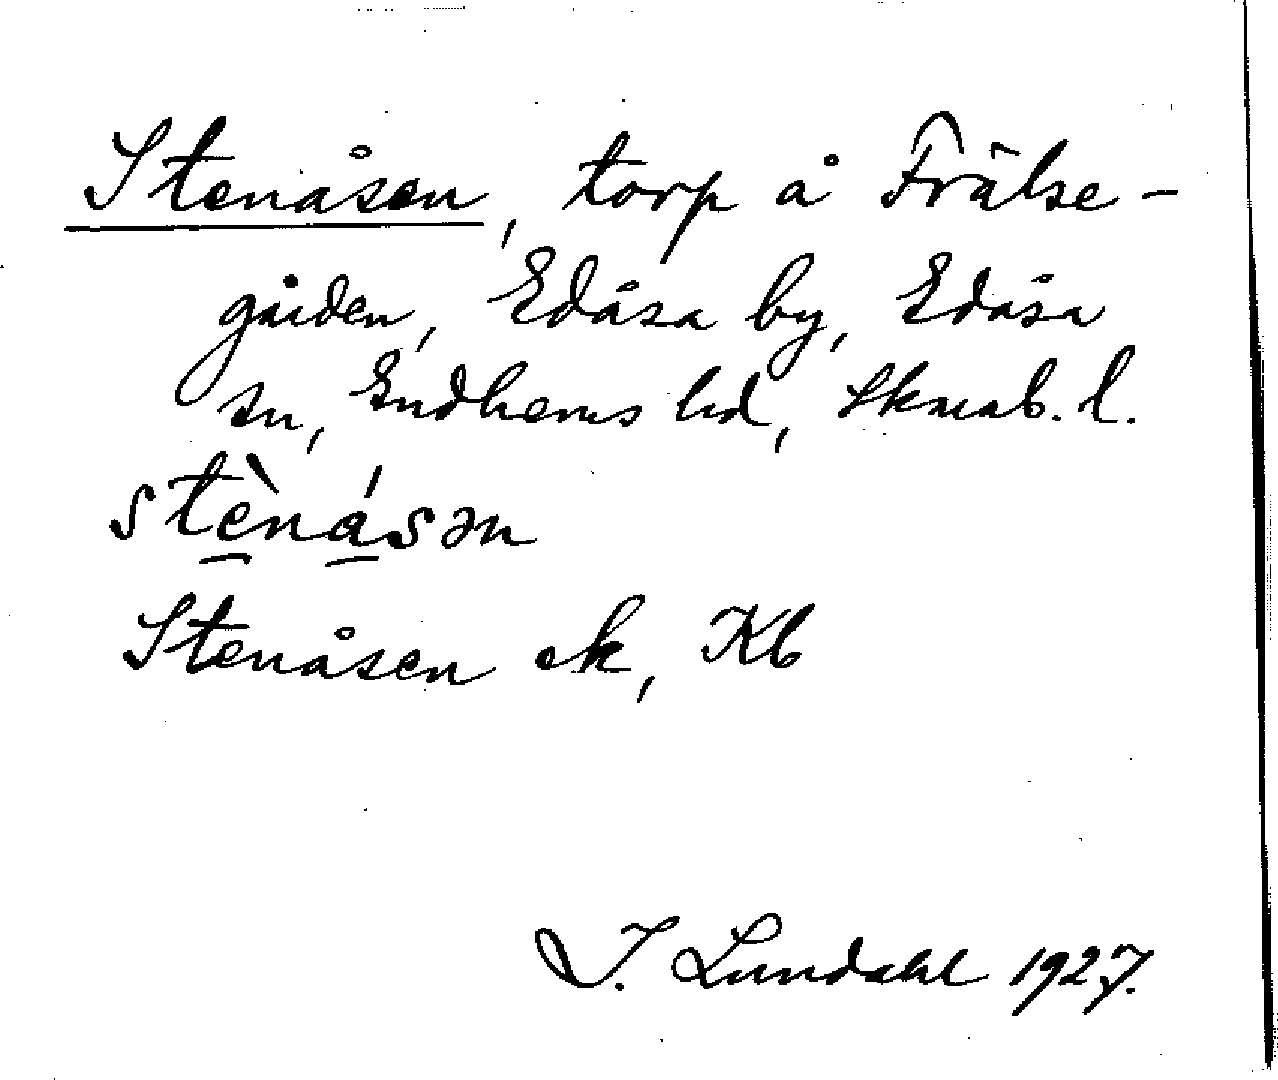 Stenåsen, torp å Frälse-
gården, Edåsa by, Edåsa
sn, Gudhems hd, Skarab. l.
stènásən
Stenåsen ek, Kb
I. Lundahl 1927.